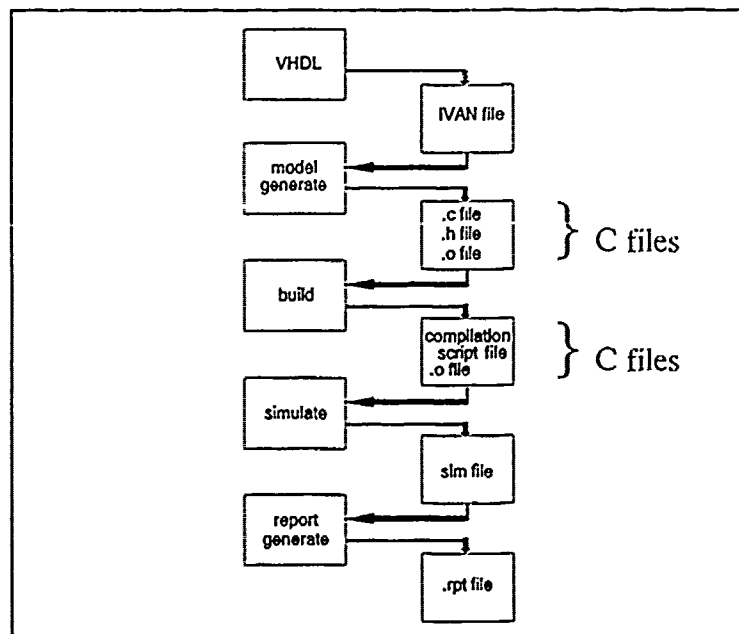 VHDL
IVAN file
model
generate
.c file
.h file
.o file
} C files
build
compilation
script file
.o file
} C files
simulate
sim file
report
generate
.rpt file